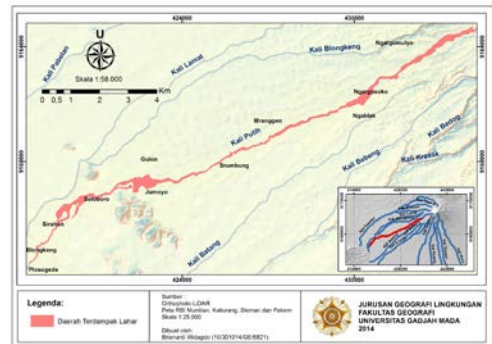 424000
430000
U
Skala 1:58.000
0 0,5 1 2 3 4
Km
Kali Pabelan
Kali Lamat
Kali Blongkeng
Ngargomulyo
Ngargosoko
Ngablak
Mranggen
Kali Putih
Srumbung
Gulon
Jumoyo
Seloboro
Sirahan
Blongkeng
Plosogede
Kali Batang
Kali Bebeng
Kali Krasak
Kali Bedog
424000
430000
Legenda:
Daerah Terdampak Lahar
Sumber :
Orthophoto LiDAR
Peta RBI Muntilan, Kaliurang, Sleman dan Pakem
Skala 1:25.000
Dibuat oleh:
JURUSAN GEOGRAFI LINGKUNGAN
FAKULTAS GEOGRAFI
UNIVERSITAS GADJAH MADA
2014